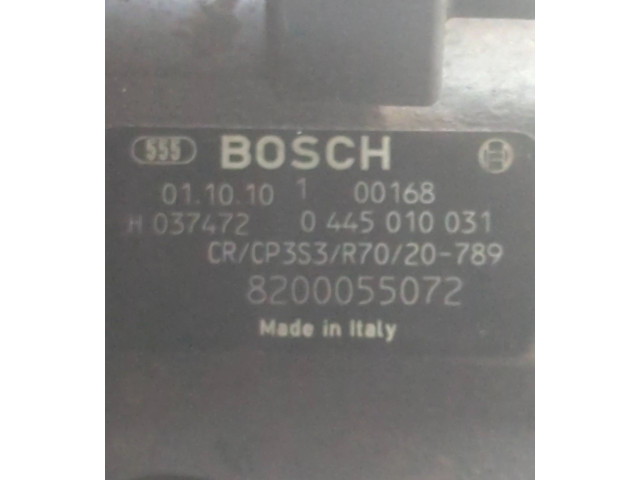 555 BOSCH
01.10.10 1 00168
H 037472 0 445 010 031
CR/CP3S3/R70/20-789
8200055072
Made in Italy